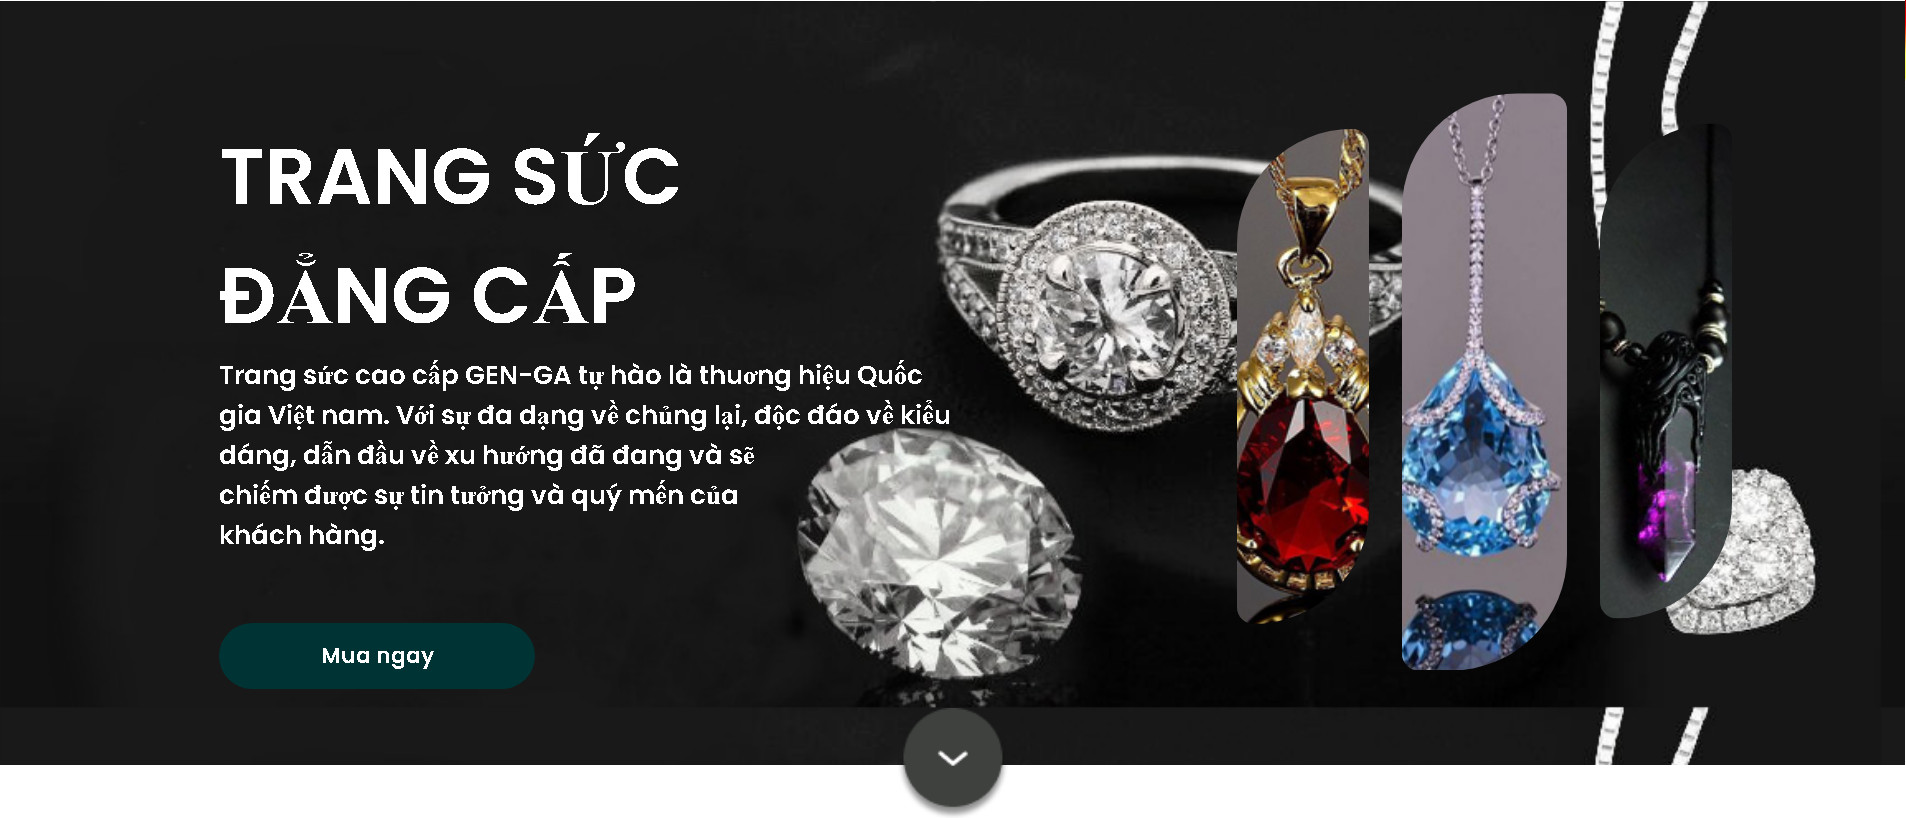 TRANG SỨC
ĐẲNG CẤP
Trang sức cao cấp GEN-GA tự hào là thuơng hiệu Quốc
gia Việt nam. Với sự đa dạng về chủng lại, độc đáo về kiểu
dáng, dẫn đầu về xu hướng đã đang và sẽ
chiếm được sự tin tưởng và quý mến của
khách hàng.
Mua ngay